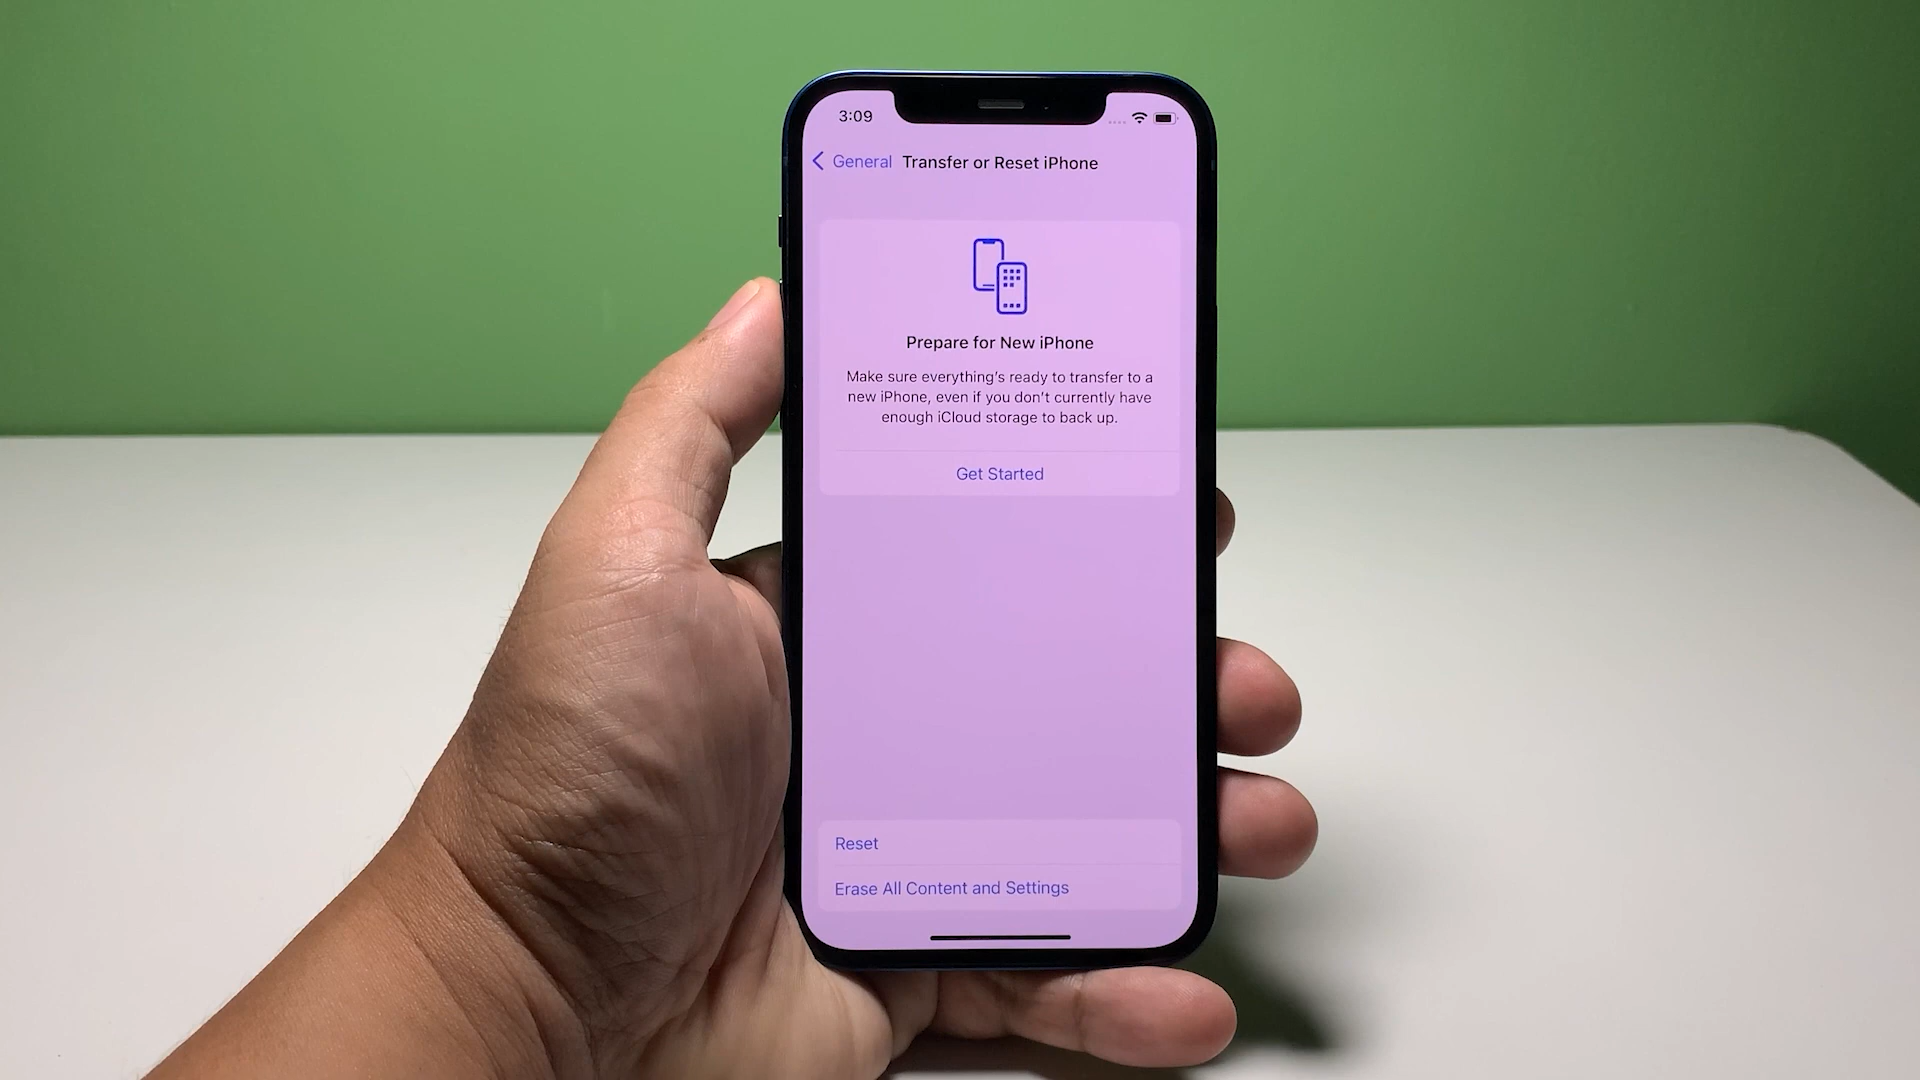 3:09
General Transfer or Reset iPhone
Prepare for New iPhone
Make sure everything’s ready to transfer to a
new iPhone, even if you don’t currently have
enough iCloud storage to back up.
Get Started
Reset
Erase All Content and Settings